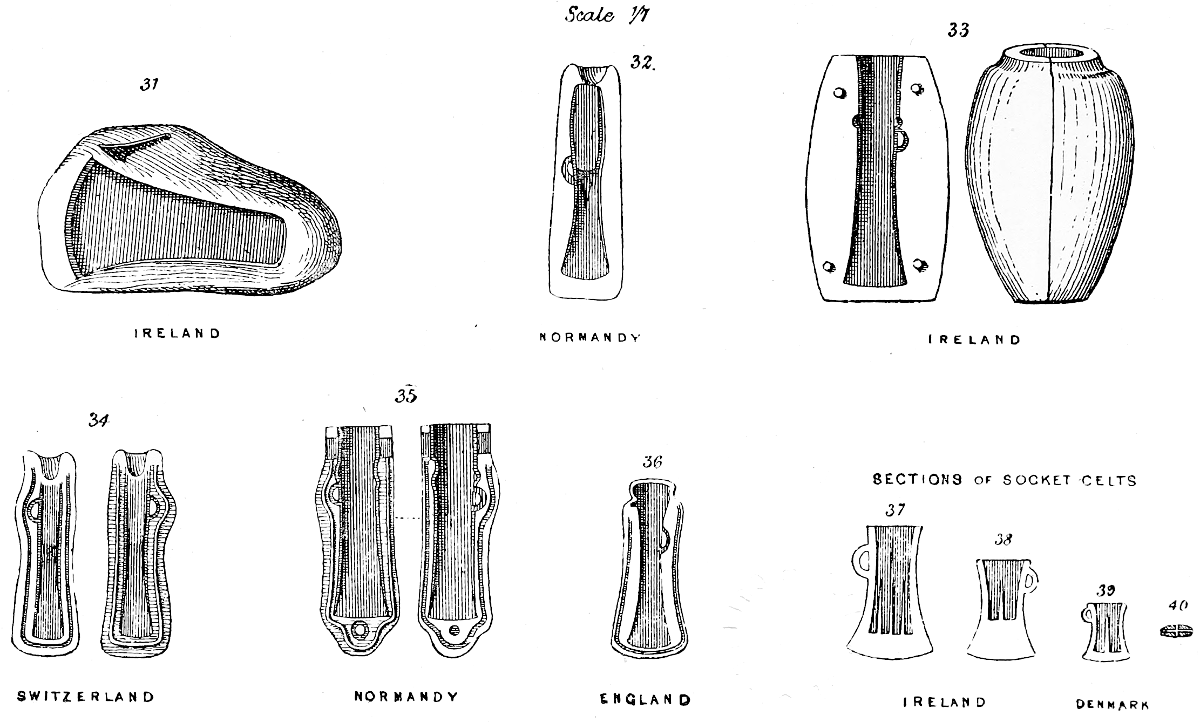 Scale 1/7
31
32.
33
IRELAND
NORMANDY
IRELAND
34
35
36
SECTIONS OF SOCKET CELTS
37
38
39
40
SWITZERLAND
NORMANDY
ENGLAND
IRELAND
DENMARK